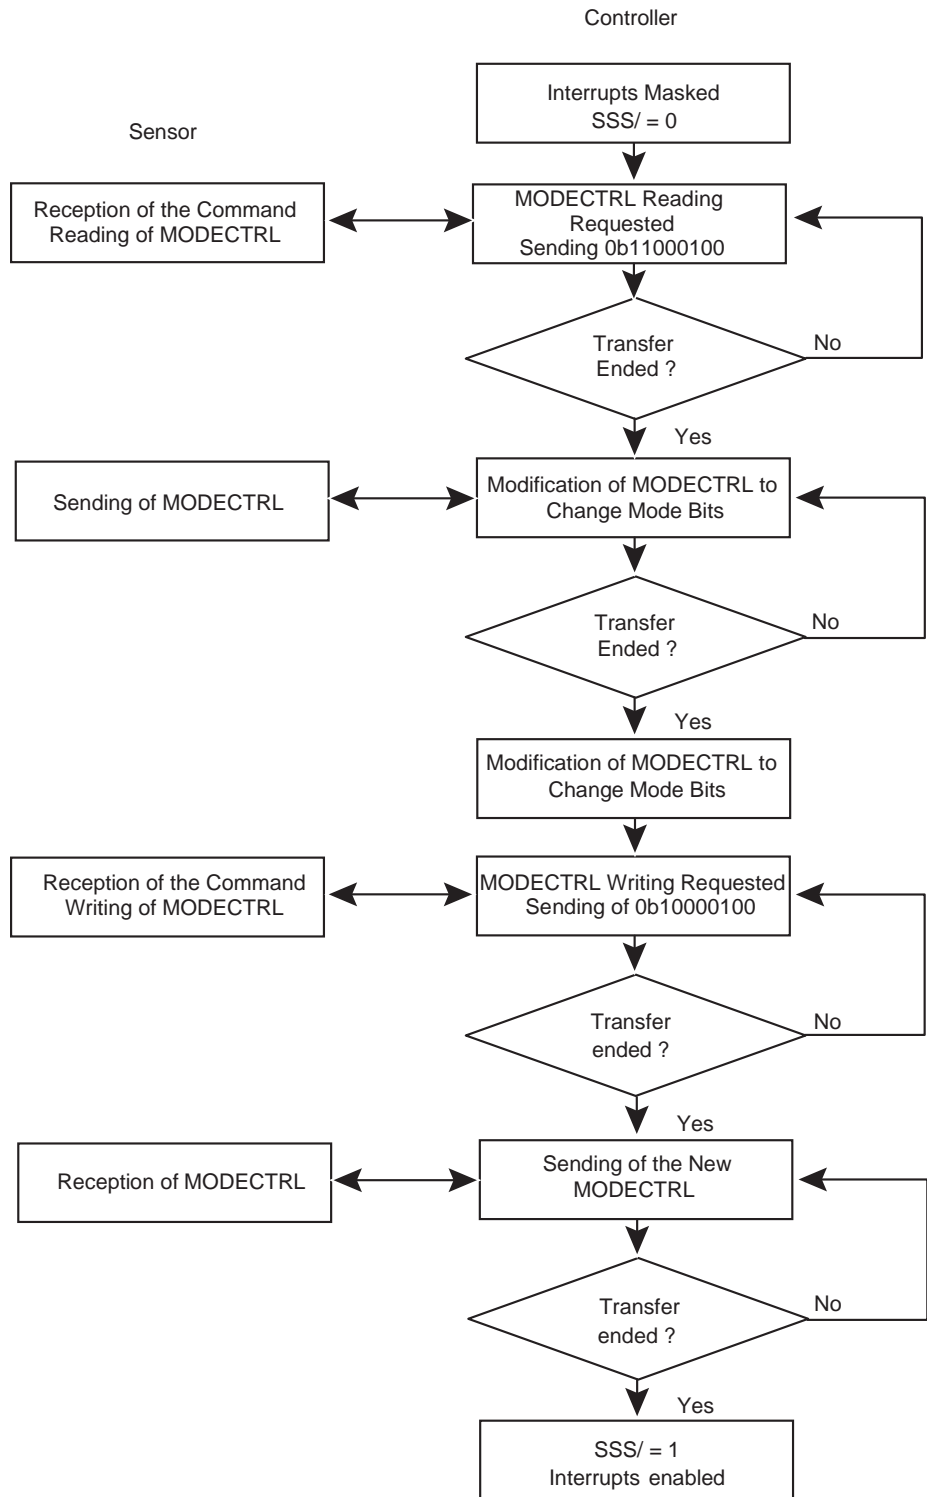 Controller
Interrupts Masked
SSS/ = 0
Sensor
MODECTRL Reading
Requested
Sending 0b11000100
Reception of the Command
Reading of MODECTRL
Transfer
Ended ?
No
Yes
Modification of MODECTRL to
Change Mode Bits
Sending of MODECTRL
Transfer
Ended ?
No
Yes
Modification of MODECTRL to
Change Mode Bits
MODECTRL Writing Requested
Sending of 0b10000100
Reception of the Command
Writing of MODECTRL
Transfer
ended ?
No
Yes
Sending of the New
MODECTRL
Reception of MODECTRL
Transfer
ended ?
No
Yes
SSS/ = 1
Interrupts enabled